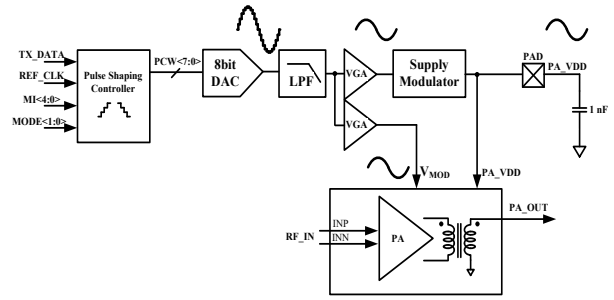 TX_DATA
REF_CLK
MI<4:0>
MODE<1:0>
Pulse Shaping
Controller
PCW<7:0>
8bit
DAC
LPF
VGA
VGA
Supply
Modulator
PAD
PA_VDD
1 nF
V_MOD
PA_VDD
RF_IN
INP
INN
PA
PA_OUT